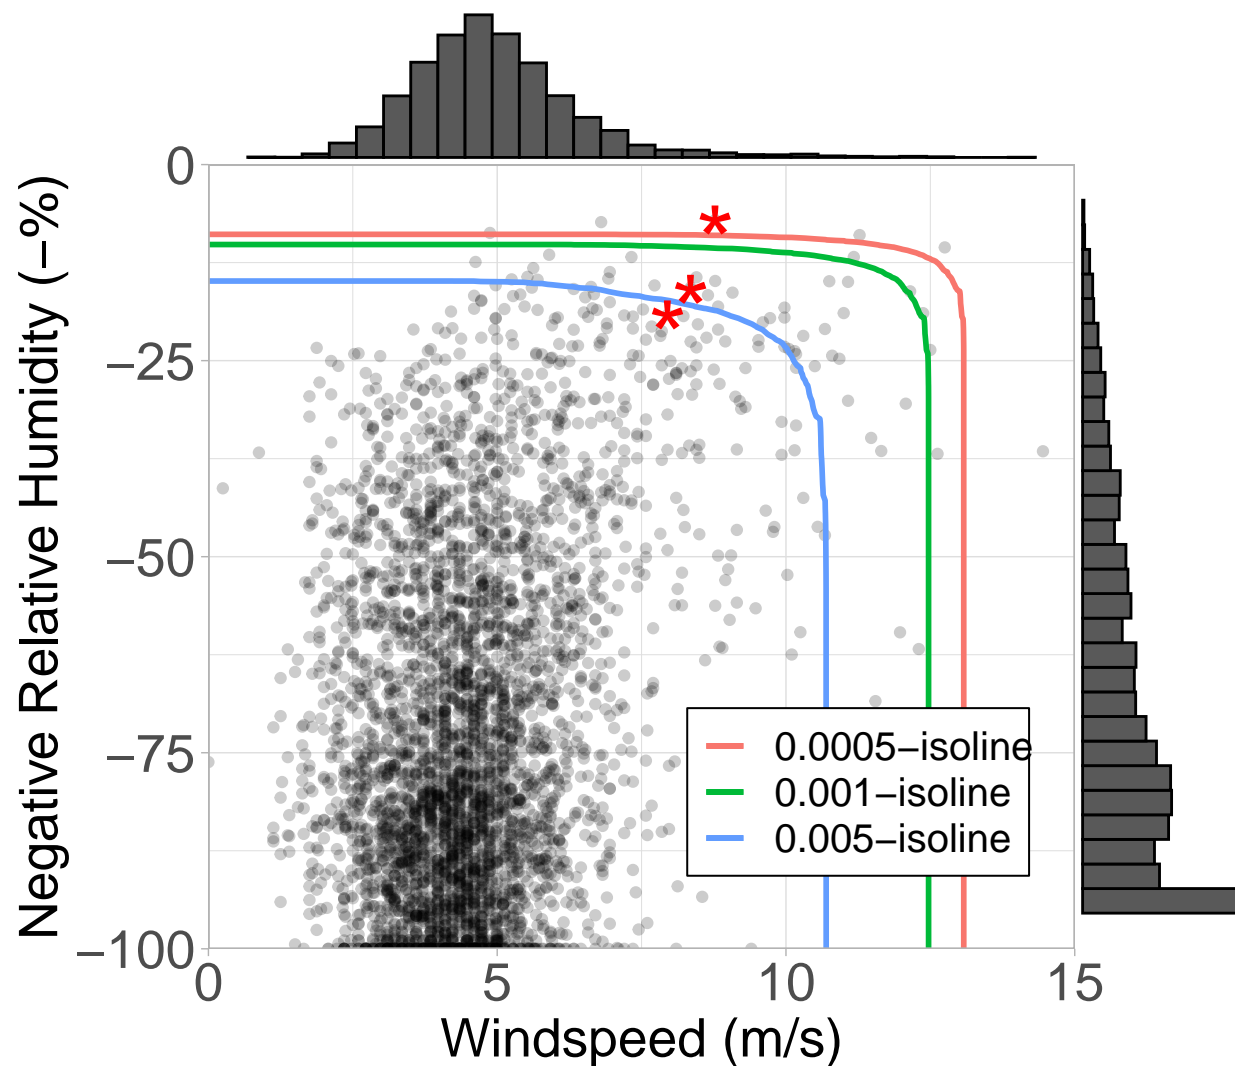 Negative Relative Humidity (−%)
0
−25
−50
−75
−100
*
*
*
0.0005−isoline
0.001−isoline
0.005−isoline
0 5 10 15
Windspeed (m/s)